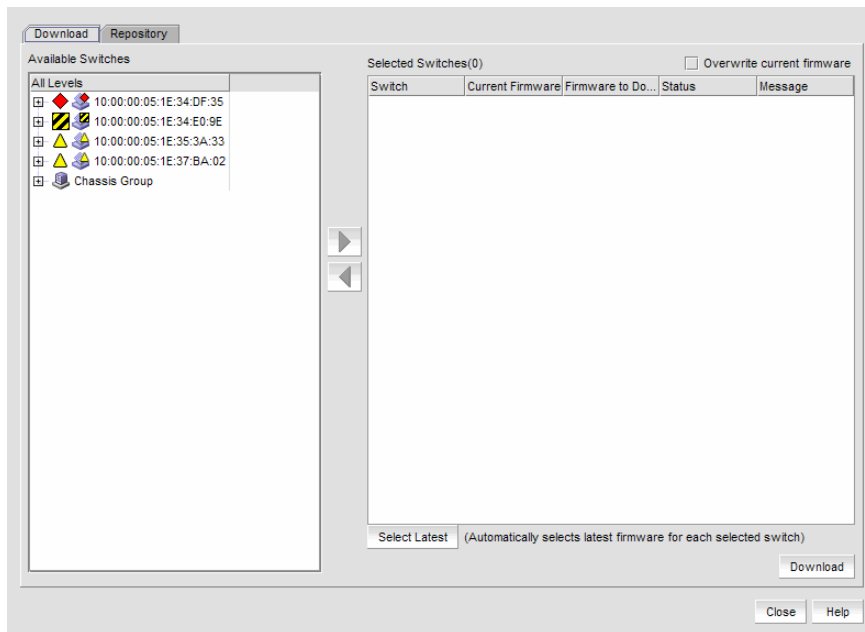 Download Repository
Available Switches
Selected Switches(0) Overwrite current firmware
All Levels
Switch Current Firmware Firmware to Do... Status Message
10:00:00:05:1E:34:DF:35
10:00:00:05:1E:34:E0:9E
10:00:00:05:1E:35:3A:33
10:00:00:05:1E:37:BA:02
Chassis Group
Select Latest (Automatically selects latest firmware for each selected switch)
Download
Close Help